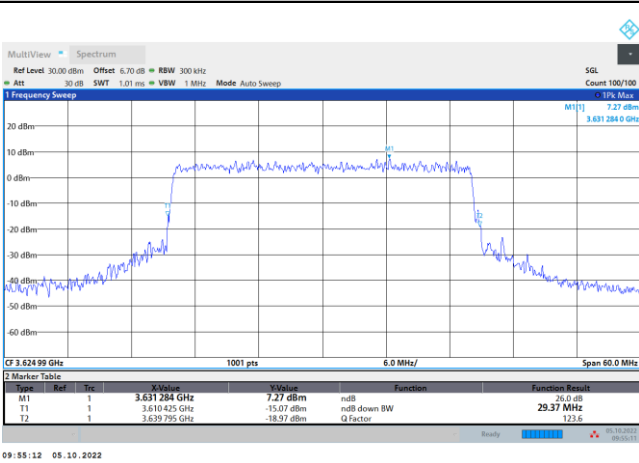 MultiView Spectrum
Ref Level 30.00 dBm Offset 6.70 dB RBW 300 kHz SGL
Att 30 dB SWT 1.01 ms VBW 1 MHz Mode Auto Sweep Count 100/100
1 Frequency Sweep 1Pk Max
M1[1] 7.27 dBm
3.631 284 0 GHz
20 dBm
M1
10 dBm
0 dBm
T1
-10 dBm
T2
-20 dBm
-30 dBm
-40 dBm
-50 dBm
-60 dBm
CF 3.624 99 GHz 1001 pts 6.0 MHz/ Span 60.0 MHz
2 Marker Table
Type Ref Trc X-Value Y-Value Function Function Result
M1 1 3.631 284 GHz 7.27 dBm ndB 26.0 dB
T1 1 3.610 425 GHz -15.07 dBm ndB down BW 29.37 MHz
T2 1 3.639 795 GHz -18.97 dBm Q Factor 123.6
Ready 05.10.2022
09:55:11
09:55:12 05.10.2022